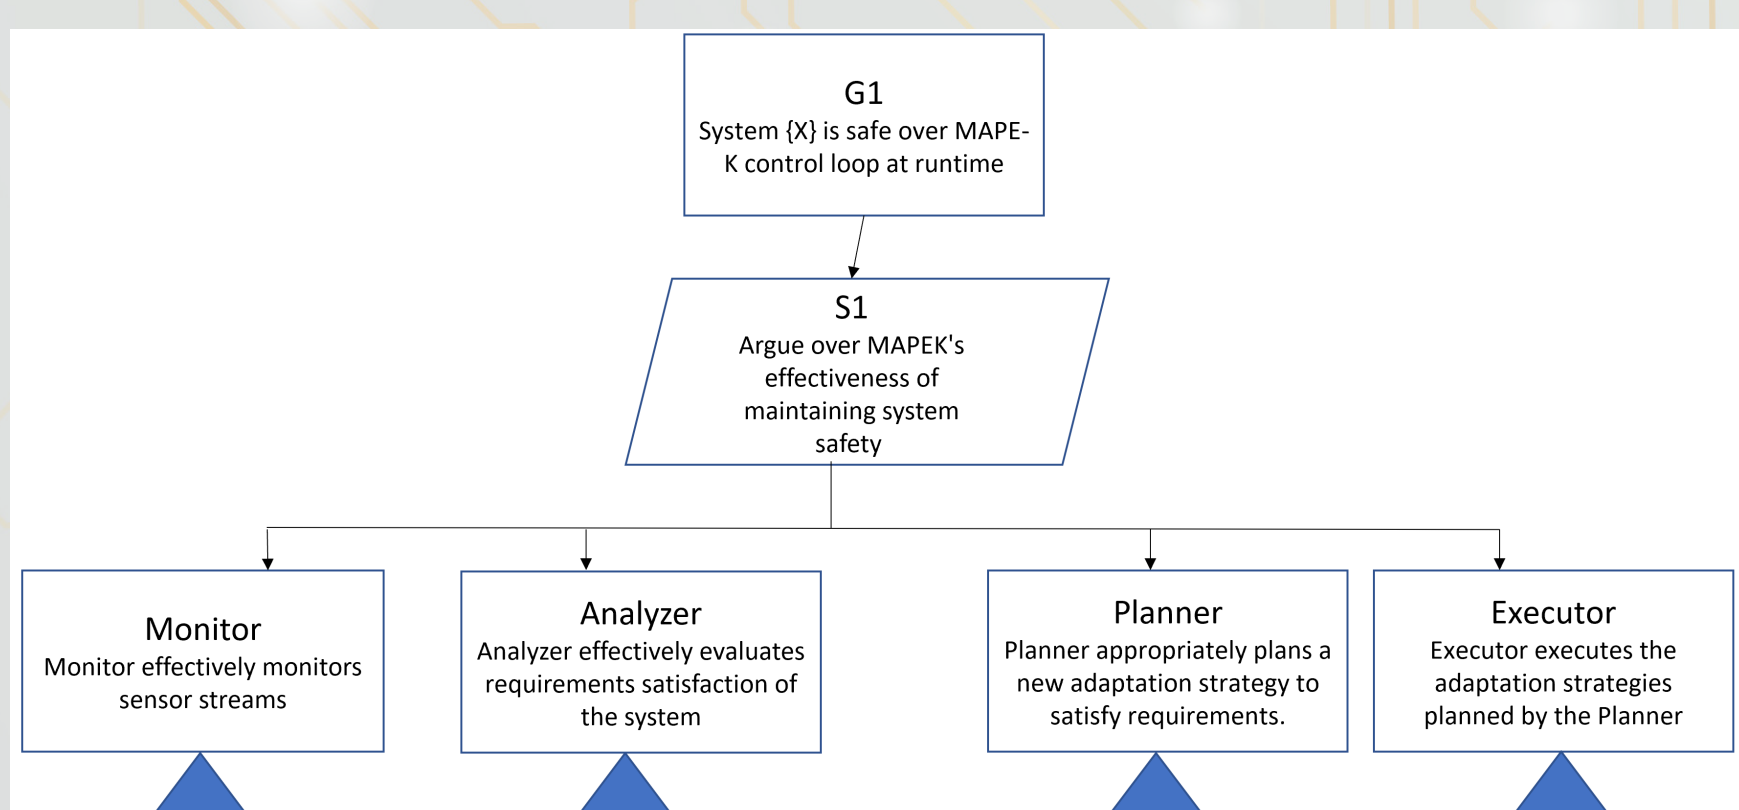 G1
System {X} is safe over MAPE-
K control loop at runtime
S1
Argue over MAPEK's
effectiveness of
maintaining system
safety
Monitor
Monitor effectively monitors
sensor streams
Analyzer
Analyzer effectively evaluates
requirements satisfaction of
the system
Planner
Planner appropriately plans a
new adaptation strategy to
satisfy requirements.
Executor
Executor executes the
adaptation strategies
planned by the Planner